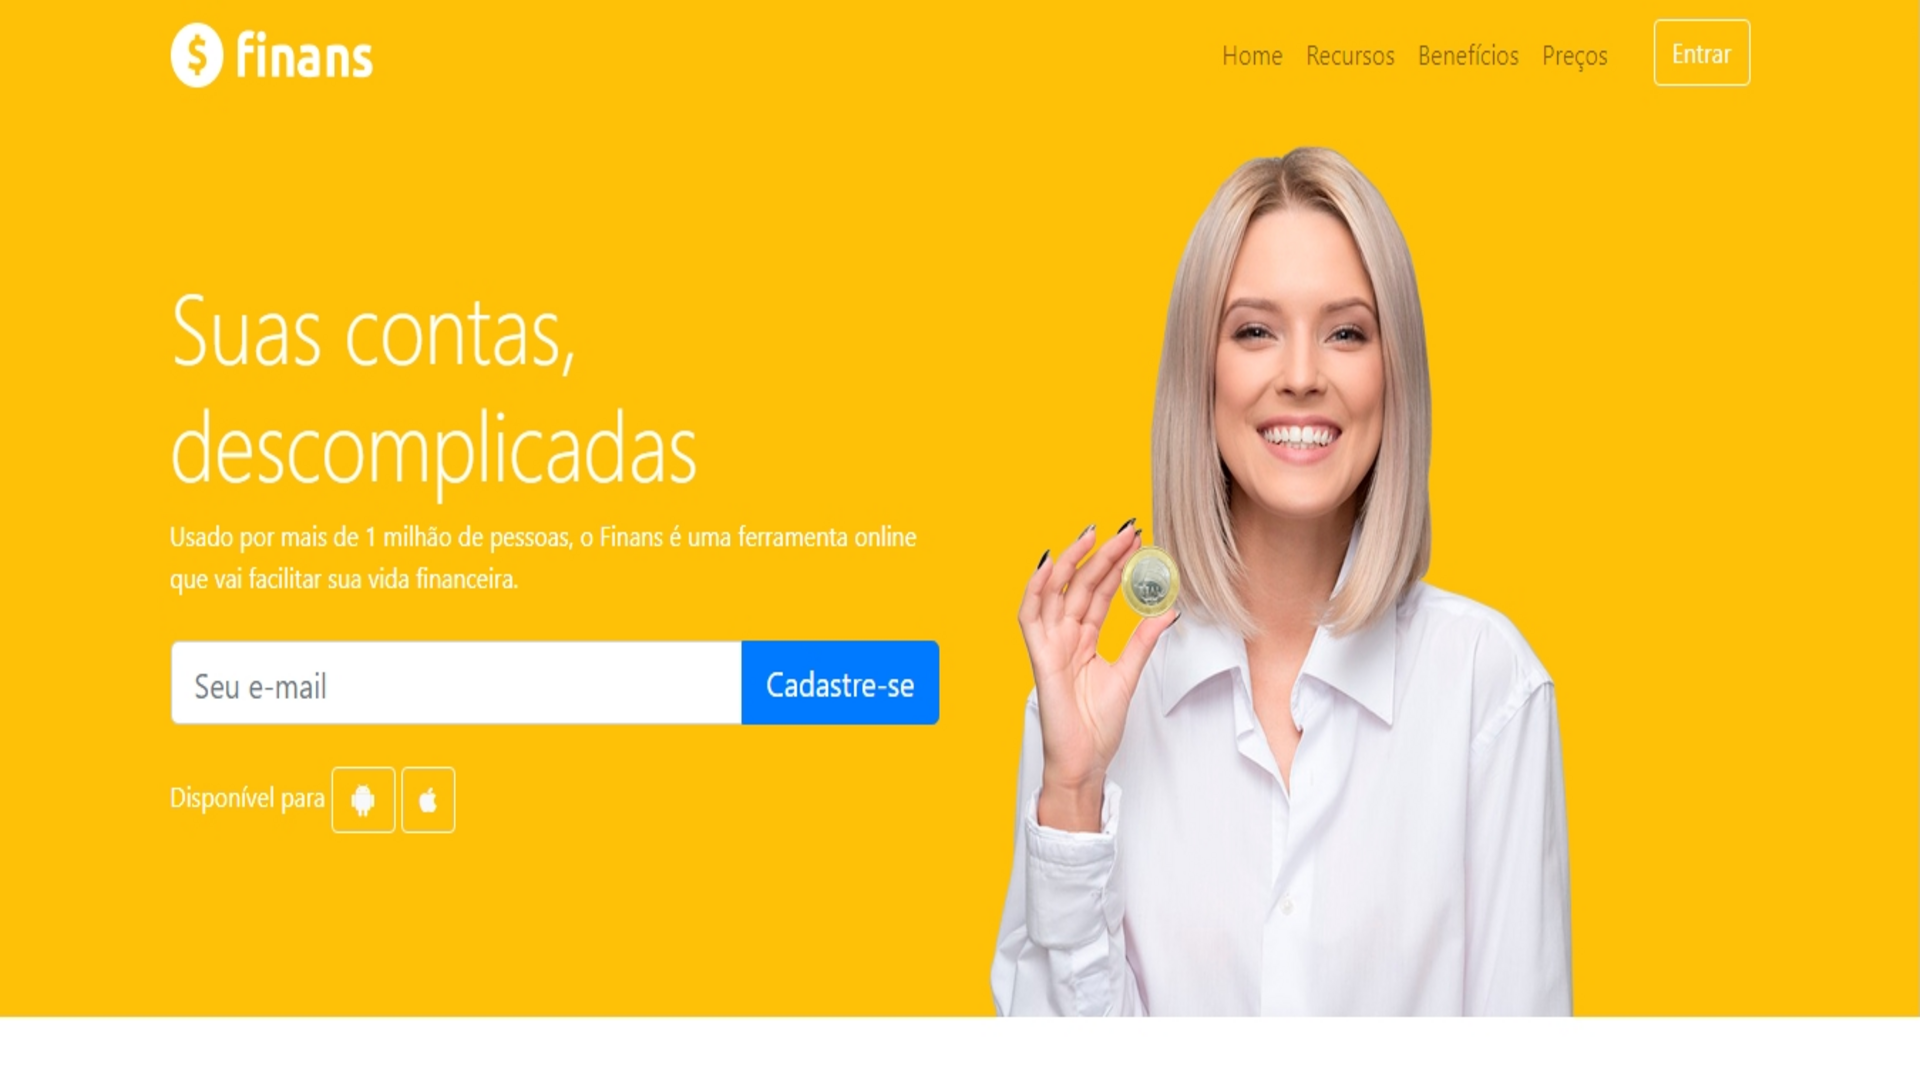 finans
Home Recursos Benefícios Preços Entrar
Suas contas,
descomplicadas
Usado por mais de 1 milhão de pessoas, o Finans é uma ferramenta online
que vai facilitar sua vida financeira.
Seu e-mail Cadastre-se
Disponível para